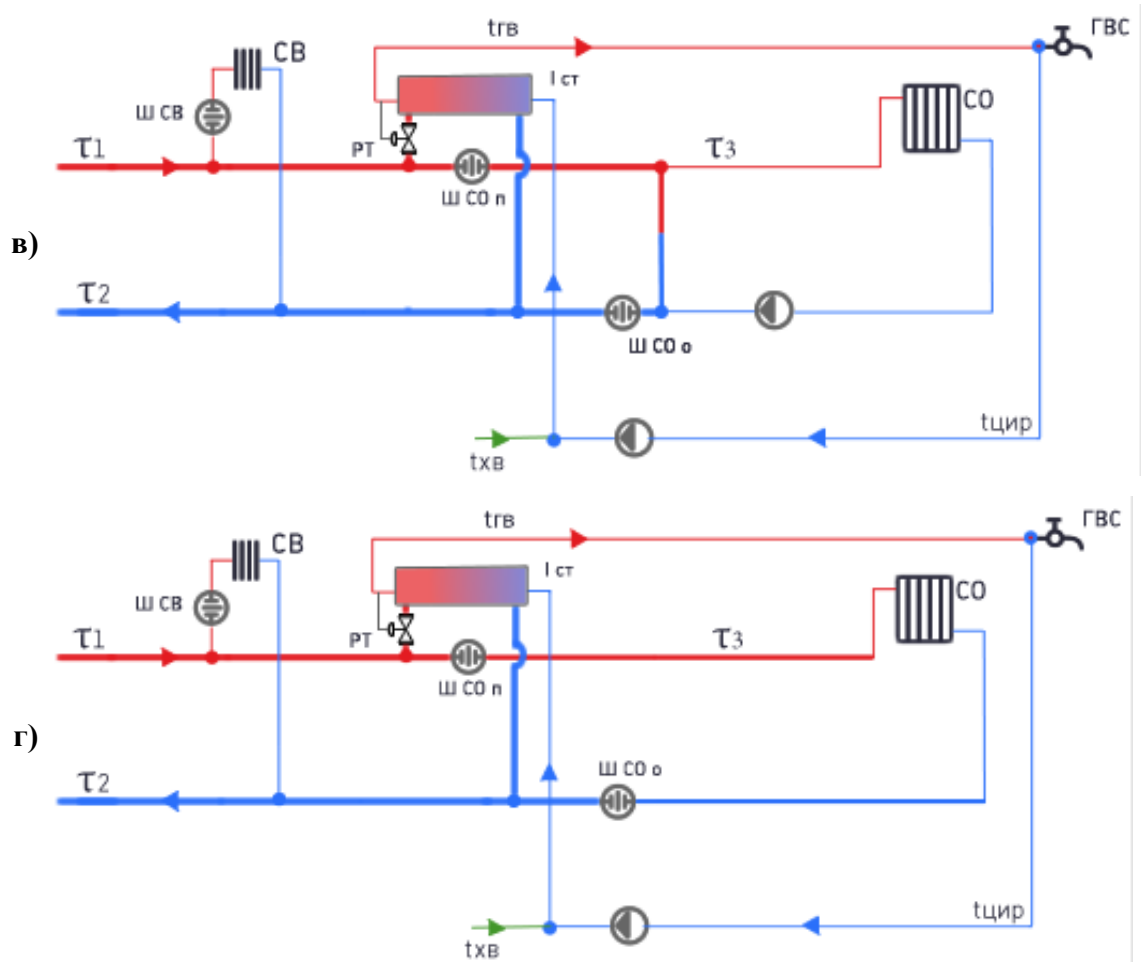 tгв
ГВС
СВ
I ст
СО
Ш СВ
РТ
τ1
τ3
Ш СО п
в)
τ2
Ш СО о
tцир
tхв
tгв
ГВС
СВ
I ст
СО
Ш СВ
РТ
τ1
τ3
Ш СО п
г)
Ш СО о
τ2
tцир
tхв